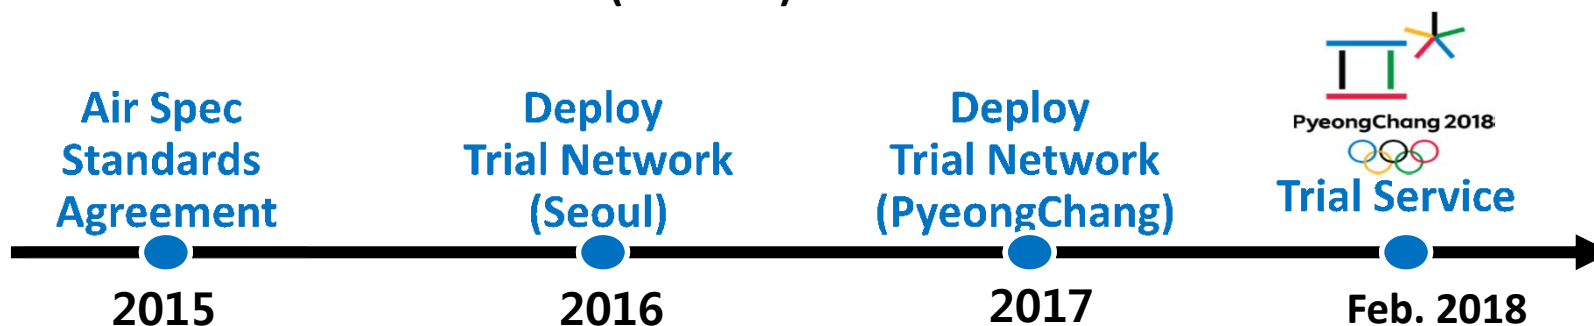 Air Spec
Standards
Agreement
Deploy
Trial Network
(Seoul)
Deploy
Trial Network
(PyeongChang)
PyeongChang 2018
Trial Service
2015
2016
2017
Feb. 2018